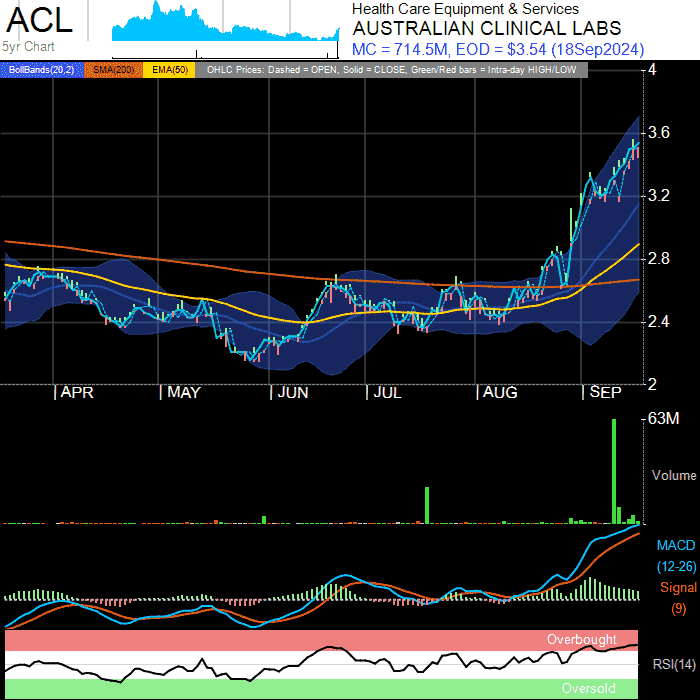 ACL
5yr Chart
Health Care Equipment & Services
AUSTRALIAN CLINICAL LABS
MC = 714.5M, EOD = $3.54 (18Sep2024)
BollBands(20,2) SMA(200) EMA(50) OHLC Prices: Dashed = OPEN, Solid = CLOSE, Green/Red bars = Intra-day HIGH/LOW
4
3.6
3.2
2.8
2.4
2
APR MAY JUN JUL AUG SEP
63M
Volume
MACD
(12-26)
Signal
(9)
Overbought
RSI(14)
Oversold